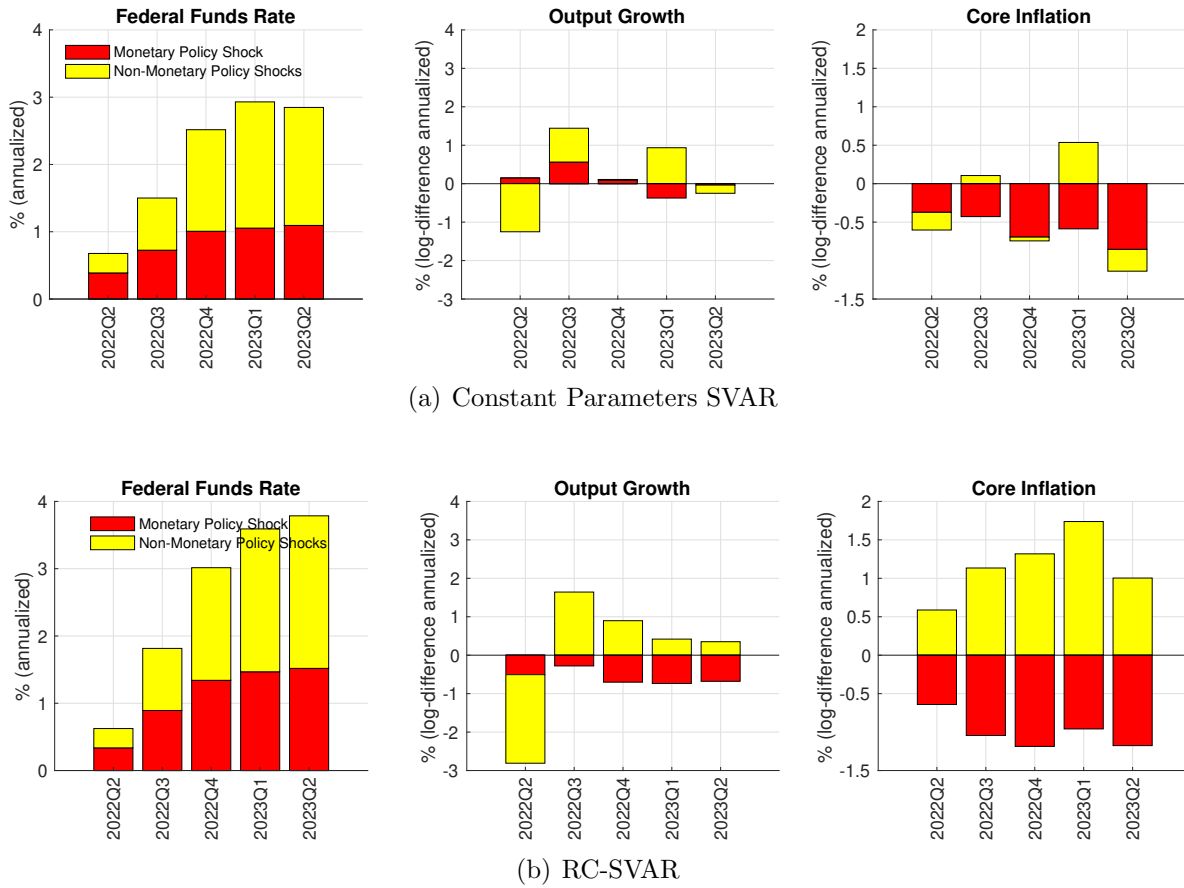 Federal Funds Rate
4
3
2
1
0
% (annualized)
Monetary Policy Shock
Non-Monetary Policy Shocks
2022Q2
2022Q3
2022Q4
2023Q1
2023Q2
Output Growth
4
3
2
1
0
-1
-2
-3
% (log-difference annualized)
2022Q2
2022Q3
2022Q4
2023Q1
2023Q2
Core Inflation
2
1.5
1
0.5
0
-0.5
-1.5
% (log-difference annualized)
2022Q2
2022Q3
2022Q4
2023Q1
2023Q2
(a) Constant Parameters SVAR
Federal Funds Rate
4
3
2
1
0
% (annualized)
Monetary Policy Shock
Non-Monetary Policy Shocks
2022Q2
2022Q3
2022Q4
2023Q1
2023Q2
Output Growth
4
3
2
1
0
-1
-2
-3
% (log-difference annualized)
2022Q2
2022Q3
2022Q4
2023Q1
2023Q2
Core Inflation
2
1.5
1
0.5
0
-0.5
-1.5
% (log-difference annualized)
2022Q2
2022Q3
2022Q4
2023Q1
2023Q2
(b) RC-SVAR